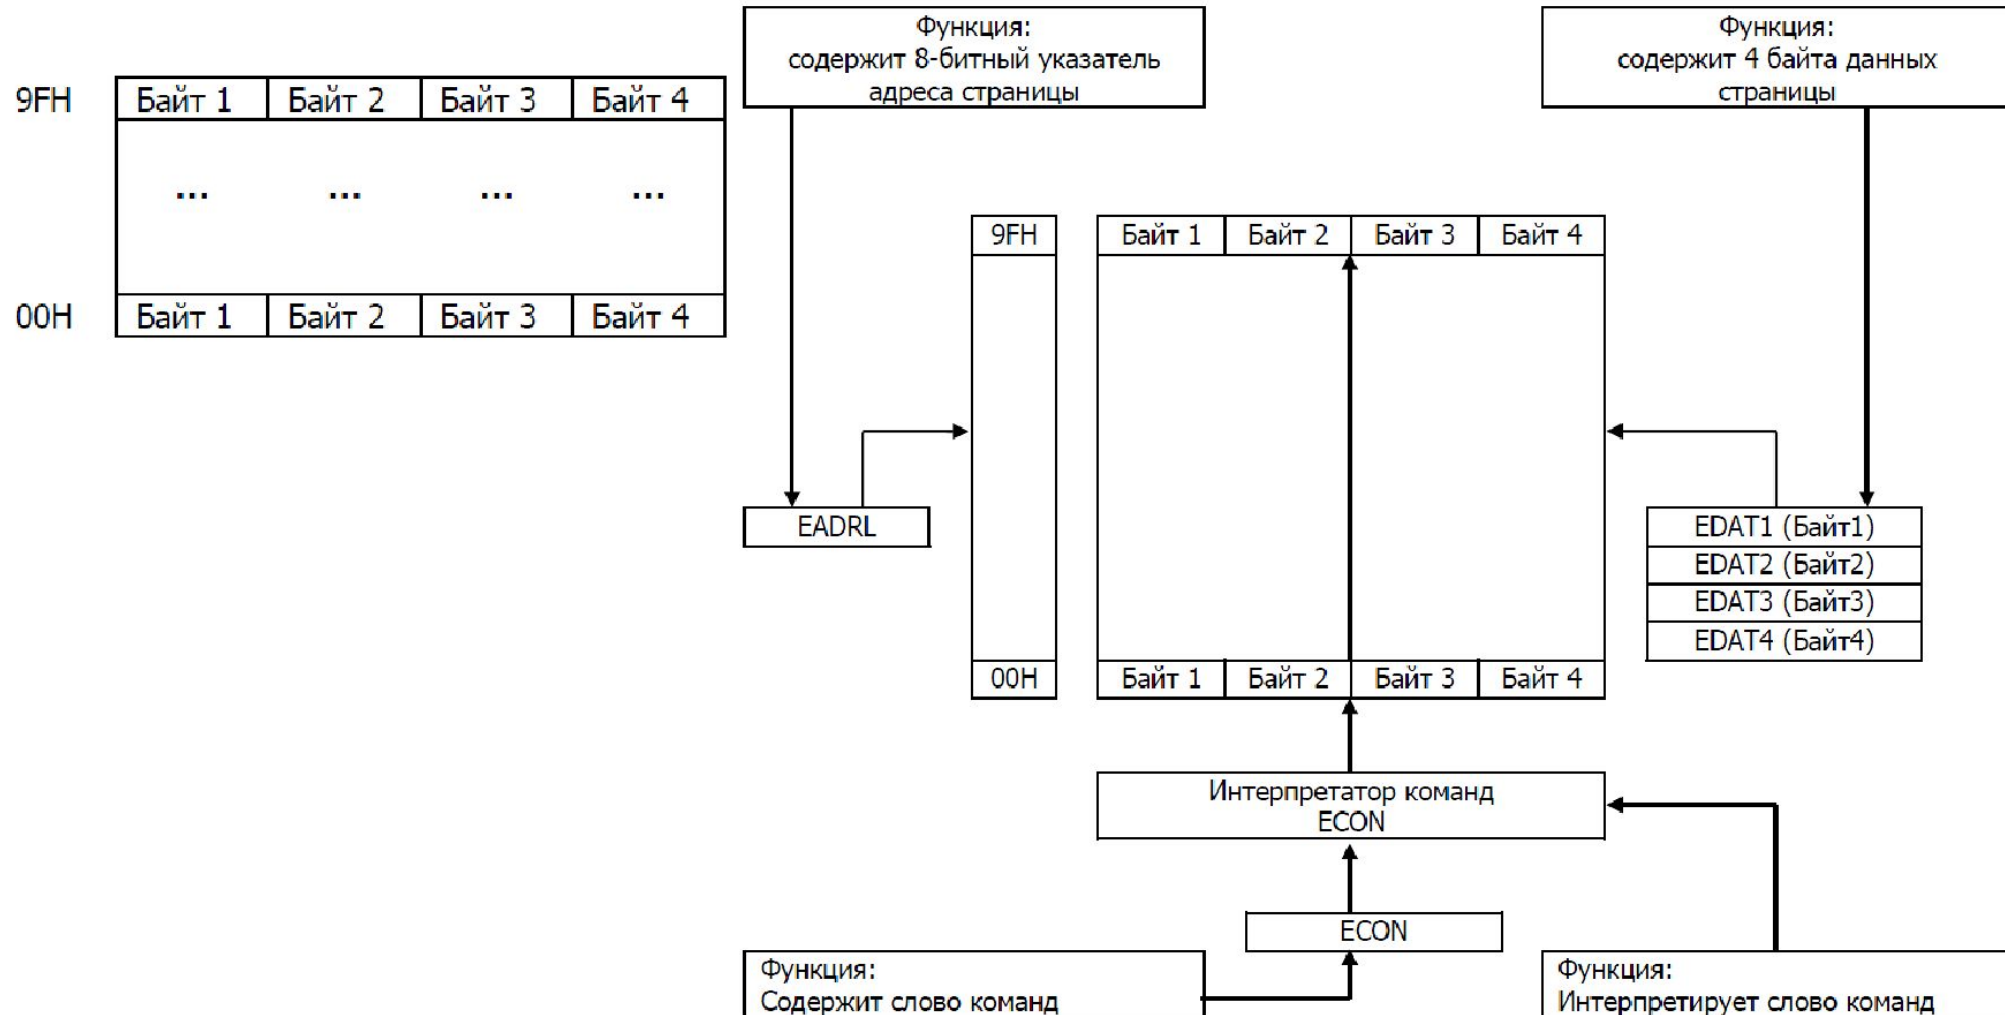 Функция:
содержит 8-битный указатель
адреса страницы
Функция:
содержит 4 байта данных
страницы
9FH Байт 1 Байт 2 Байт 3 Байт 4
... ... ... ...
00H Байт 1 Байт 2 Байт 3 Байт 4
9FH Байт 1 Байт 2 Байт 3 Байт 4
EADRL
EDAT1 (Байт1)
EDAT2 (Байт2)
EDAT3 (Байт3)
EDAT4 (Байт4)
00H Байт 1 Байт 2 Байт 3 Байт 4
Интерпретатор команд
ECON
ECON
Функция:
Содержит слово команд
Функция:
Интерпретирует слово команд